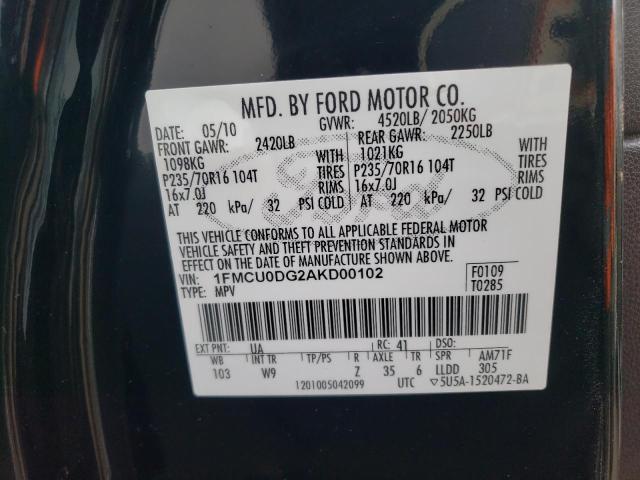 MFD. BY FORD MOTOR CO.
DATE: 05/10 GVWR: 4520LB/ 2050KG
FRONT GAWR: 2420LB REAR GAWR: 2250LB
1098KG WITH 1021KG WITH
P235/70R16 104T TIRES P235/70R16 104T TIRES
16x7.0J RIMS 16x7.0J RIMS
AT 220 kPa/ 32 PSI COLD AT 220 kPa/ 32 PSI COLD
THIS VEHICLE CONFORMS TO ALL APPLICABLE FEDERAL MOTOR
VEHICLE SAFETY AND THEFT PREVENTION STANDARDS IN
EFFECT ON THE DATE OF MANUFACTURE SHOWN ABOVE.
VIN: 1FMCU0DG2AKD00102 F0109
TYPE: MPV T0285
EXT PNT: UA RC: 41 DSO:
WB INT TR TP/PS R AXLE TR SPR AM71F
103 W9 Z 35 6 LLDD 305
1201005042099 UTC ▽5U5A-1520472-BA
Ford